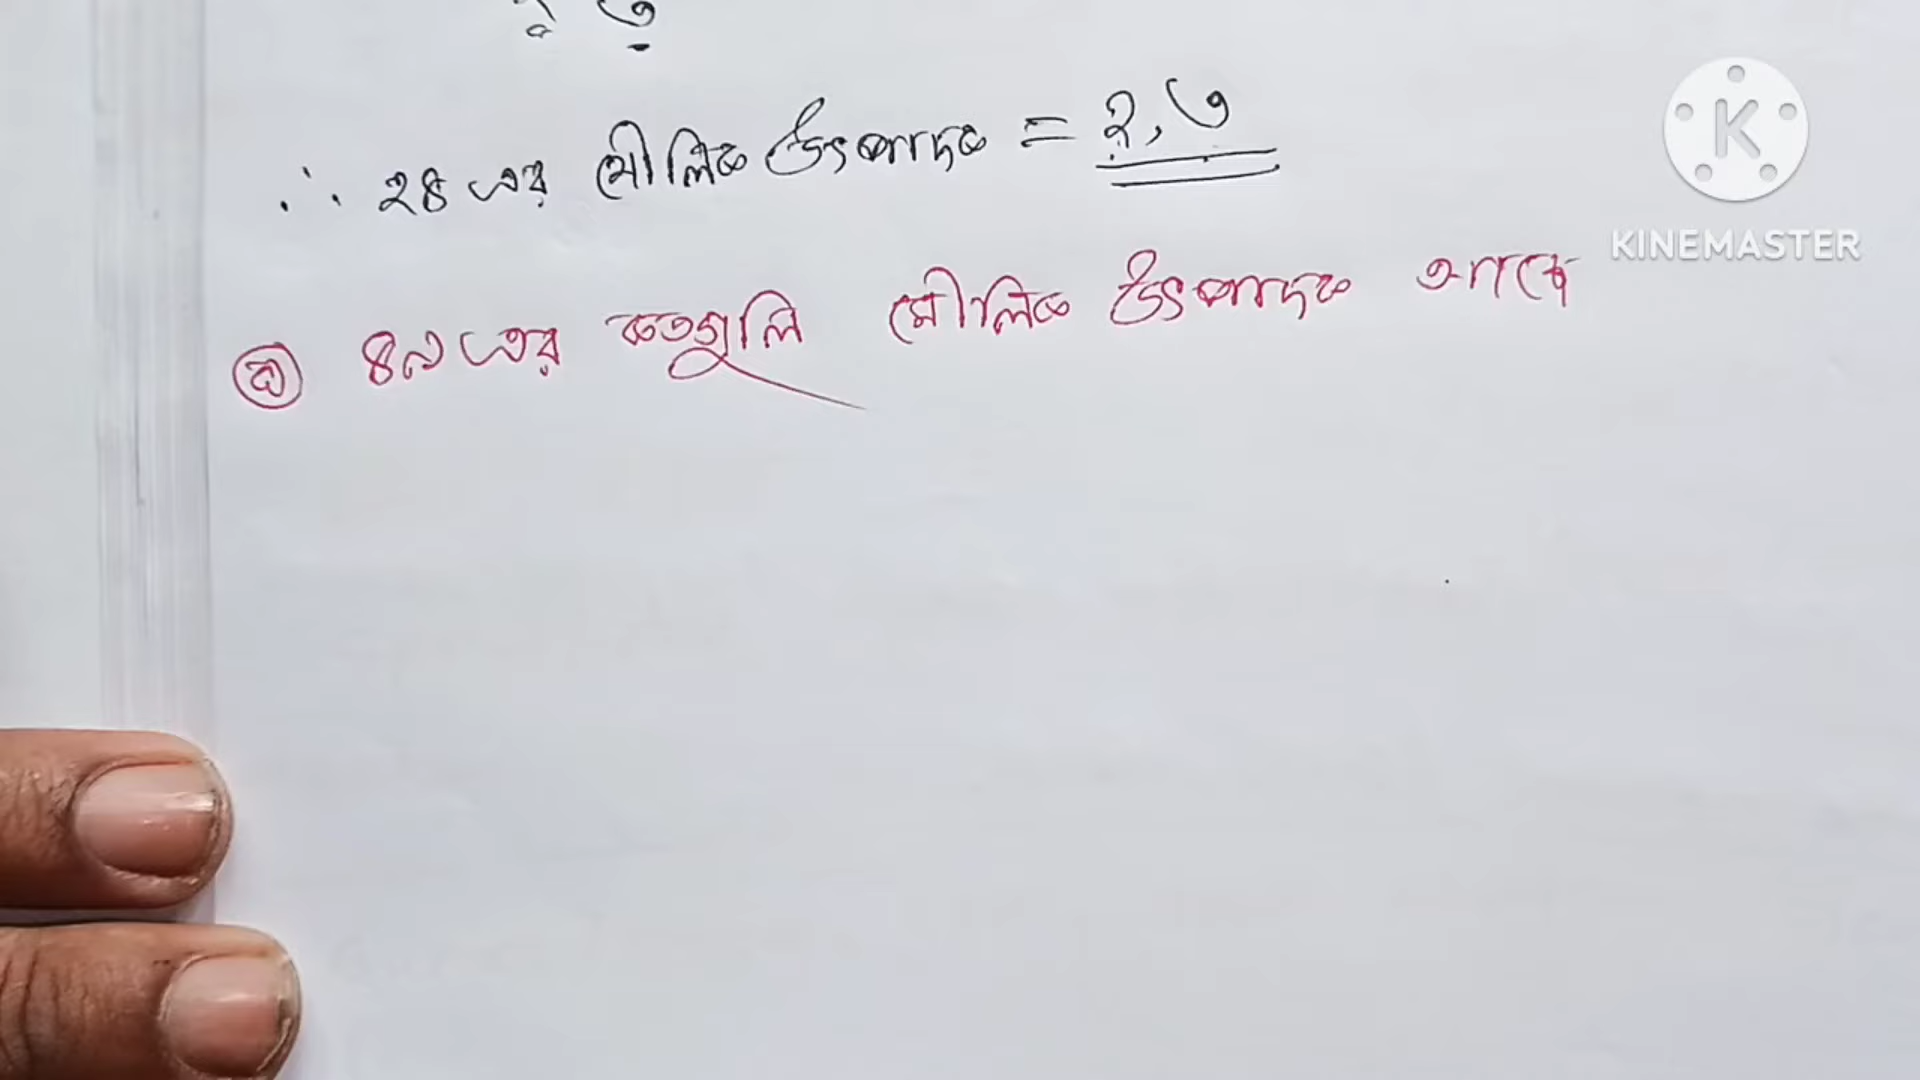 ∴ ২৪ এর মৌলিক উৎপাদক = ২, ৩
ঘ ৪৯ এর কতগুলি মৌলিক উৎপাদক আছে
KINEMASTER